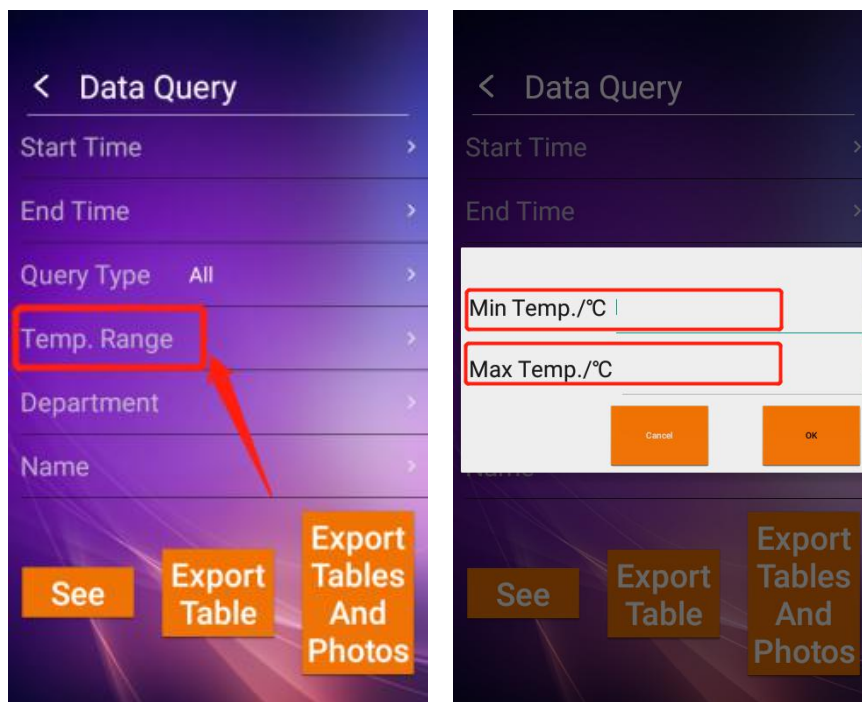 < Data Query
Start Time >
End Time >
Query Type All >
Temp. Range >
Department >
Name >
See
Export
Table
Export
Tables
And
Photos
< Data Query
Start Time >
End Time >
Min Temp./℃
Max Temp./℃
Cancel
OK
Name
See
Export
Table
Export
Tables
And
Photos